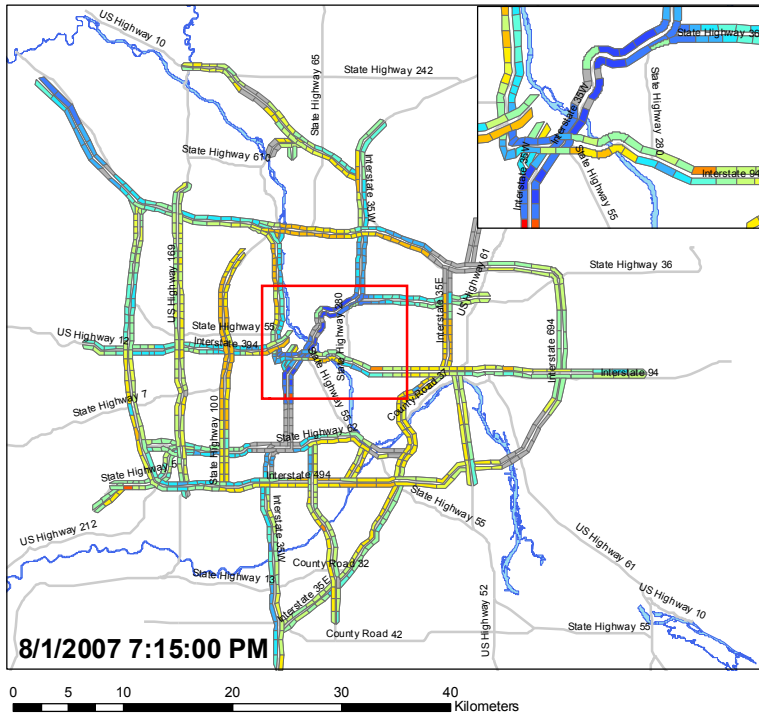 US Highway 10
State Highway 65
State Highway 242
State Highway 610
Interstate 35W
US Highway 169
State Highway 100
US Highway 61
State Highway 36
Interstate 35E
State Highway 280
State Highway 55
US Highway 12
Interstate 394
Interstate 694
Interstate 94
State Highway 7
State Highway 55
County Road 37
State Highway 62
State Highway 5
Interstate 494
State Highway 55
US Highway 212
Interstate 35W
County Road 32
State Highway 13
Interstate 35E
US Highway 61
US Highway 52
US Highway 10
State Highway 55
County Road 42
State Highway 36
Interstate 35W
State Highway 280
Interstate 35W
State Highway 55
Interstate 94
8/1/2007 7:15:00 PM
0 5 10 20 30 40
Kilometers